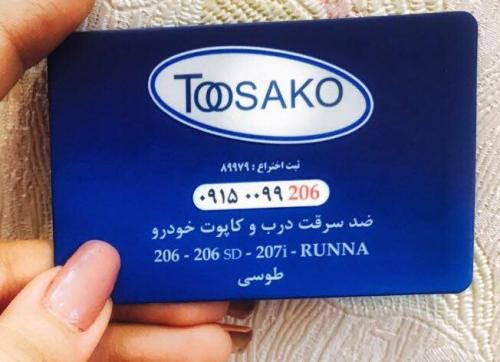 TOOSAKO
ثبت اختراع : ۸۹۹۷۹
۰۹۱۵ ۰۰۹۹ 206
ضد سرقت درب و کاپوت خودرو
206 - 206 SD - 207i - RUNNA
طوسی